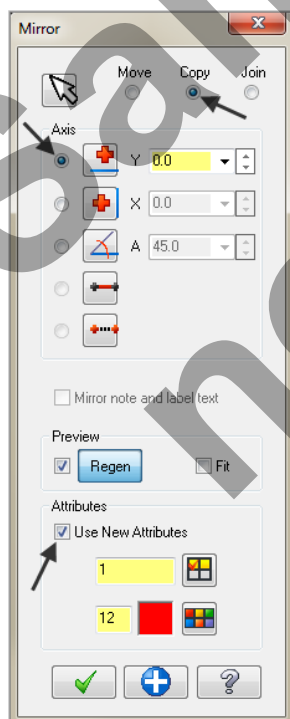 Mirror
Move Copy Join
Axis
Y 0.0
X 0.0
A 45.0
Mirror note and label text
Preview
Regen Fit
Attributes
Use New Attributes
1
12
?